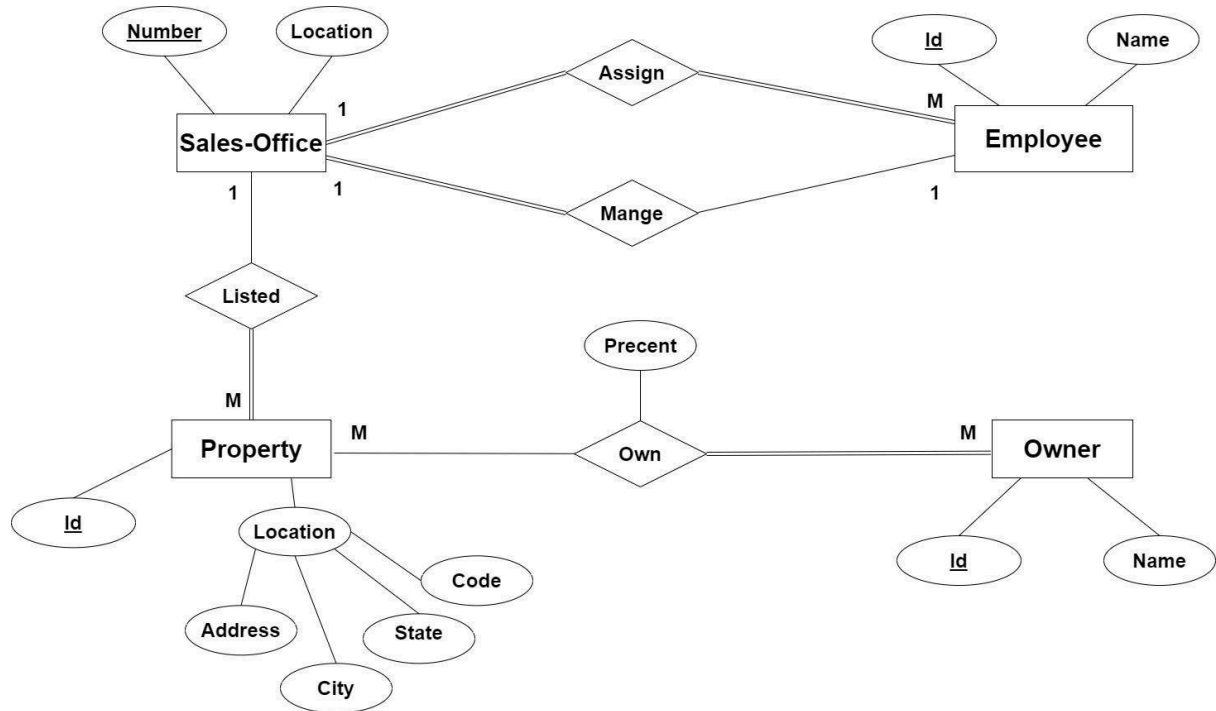 Number
Location
Id
Name
Assign
1
M
Sales-Office
Employee
1
1
1
Mange
Listed
Precent
M
M
M
Property
Own
Owner
Id
Location
Id
Name
Code
Address
State
City